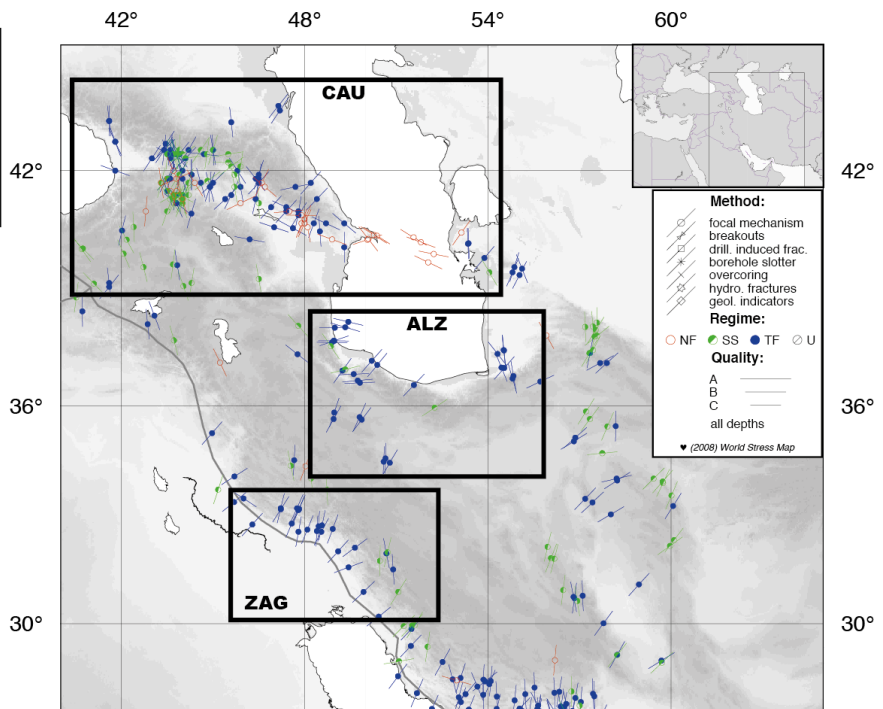 42° 48° 54° 60°
CAU
42° 42°
Method:
focal mechanism
breakouts
drill. induced frac.
borehole slotter
overcoring
hydro. fractures
geol. indicators
Regime:
NF SS TF U
Quality:
A
B
C
all depths
♥ (2008) World Stress Map
ALZ
36° 36°
ZAG
30° 30°